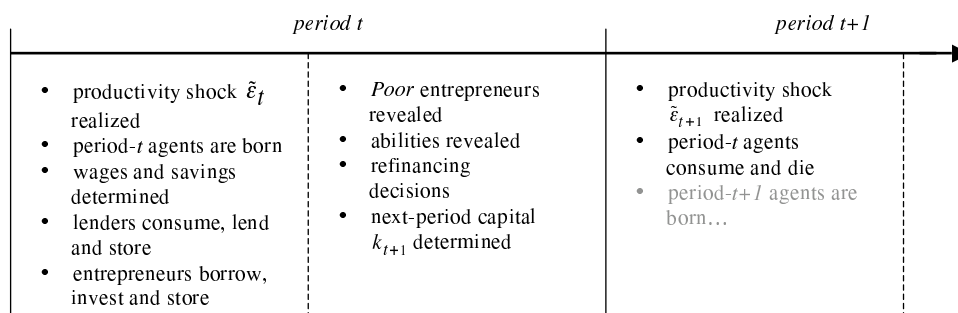 period t
period t+1
• productivity shock ε̃t
realized
• period-t agents are born
• wages and savings
determined
• lenders consume, lend
and store
• entrepreneurs borrow,
invest and store
• Poor entrepreneurs
revealed
• abilities revealed
• refinancing
decisions
• next-period capital
kt+1 determined
• productivity shock
ε̃t+1 realized
• period-t agents
consume and die
• period-t+1 agents are
born…